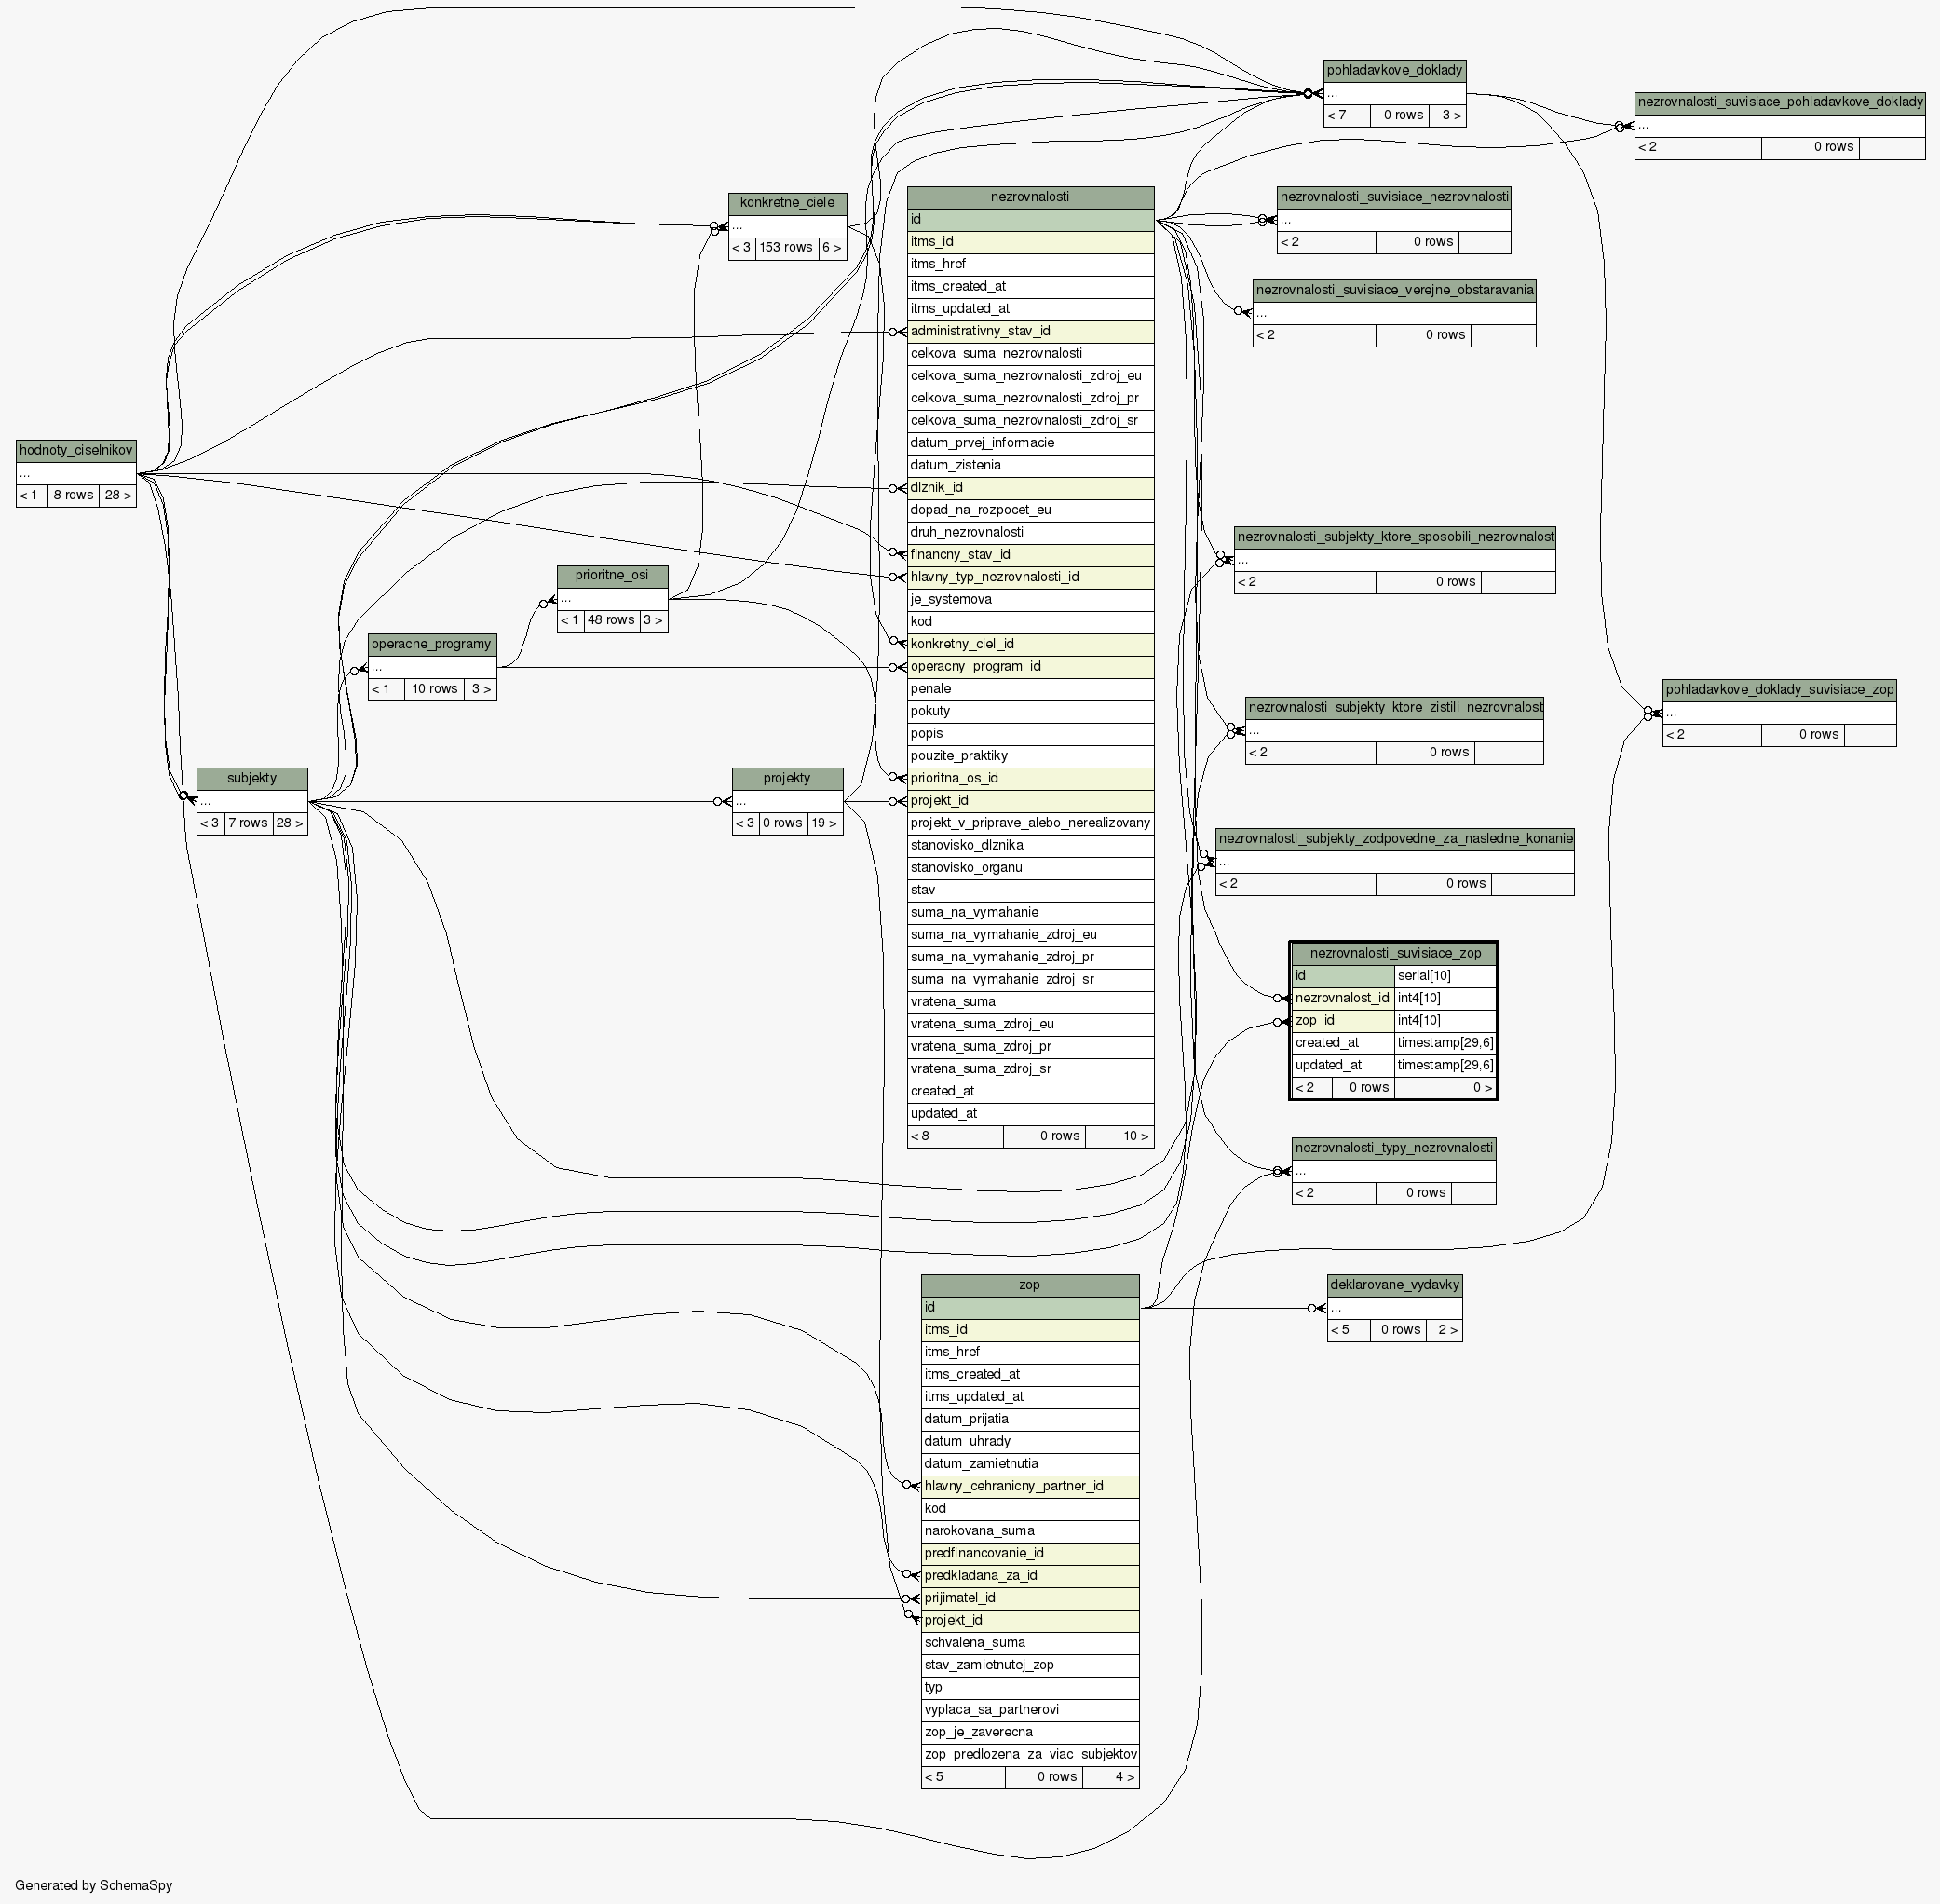 pohladavkove_doklady
...
< 7 0 rows 3 >
nezrovnalosti_suvisiace_pohladavkove_doklady
...
< 2 0 rows
konkretne_ciele
...
< 3 153 rows 6 >
nezrovnalosti
id
itms_id
itms_href
itms_created_at
itms_updated_at
administrativny_stav_id
celkova_suma_nezrovnalosti
celkova_suma_nezrovnalosti_zdroj_eu
celkova_suma_nezrovnalosti_zdroj_pr
celkova_suma_nezrovnalosti_zdroj_sr
datum_prvej_informacie
datum_zistenia
dlznik_id
dopad_na_rozpocet_eu
druh_nezrovnalosti
financny_stav_id
hlavny_typ_nezrovnalosti_id
je_systemova
kod
konkretny_ciel_id
operacny_program_id
penale
pokuty
popis
pouzite_praktiky
prioritna_os_id
projekt_id
projekt_v_priprave_alebo_nerealizovany
stanovisko_dlznika
stanovisko_organu
stav
suma_na_vymahanie
suma_na_vymahanie_zdroj_eu
suma_na_vymahanie_zdroj_pr
suma_na_vymahanie_zdroj_sr
vratena_suma
vratena_suma_zdroj_eu
vratena_suma_zdroj_pr
vratena_suma_zdroj_sr
created_at
updated_at
< 8 0 rows 10 >
nezrovnalosti_suvisiace_nezrovnalosti
...
< 2 0 rows
nezrovnalosti_suvisiace_verejne_obstaravania
...
< 2 0 rows
hodnoty_ciselnikov
...
< 1 8 rows 28 >
nezrovnalosti_subjekty_ktore_sposobili_nezrovnalost
...
< 2 0 rows
prioritne_osi
...
< 1 48 rows 3 >
operacne_programy
...
< 1 10 rows 3 >
pohladavkove_doklady_suvisiace_zop
...
< 2 0 rows
nezrovnalosti_subjekty_ktore_zistili_nezrovnalost
...
< 2 0 rows
subjekty
...
< 3 7 rows 28 >
projekty
...
< 3 0 rows 19 >
nezrovnalosti_subjekty_zodpovedne_za_nasledne_konanie
...
< 2 0 rows
nezrovnalosti_suvisiace_zop
id serial[10]
nezrovnalost_id int4[10]
zop_id int4[10]
created_at timestamp[29,6]
updated_at timestamp[29,6]
< 2 0 rows 0 >
nezrovnalosti_typy_nezrovnalosti
...
< 2 0 rows
zop
id
itms_id
itms_href
itms_created_at
itms_updated_at
datum_prijatia
datum_uhrady
datum_zamietnutia
hlavny_cehranicny_partner_id
kod
narokovana_suma
predfinancovanie_id
predkladana_za_id
prijimatel_id
projekt_id
schvalena_suma
stav_zamietnutej_zop
typ
vyplaca_sa_partnerovi
zop_je_zaverecna
zop_predlozena_za_viac_subjektov
< 5 0 rows 4 >
deklarovane_vydavky
...
< 5 0 rows 2 >
Generated by SchemaSpy